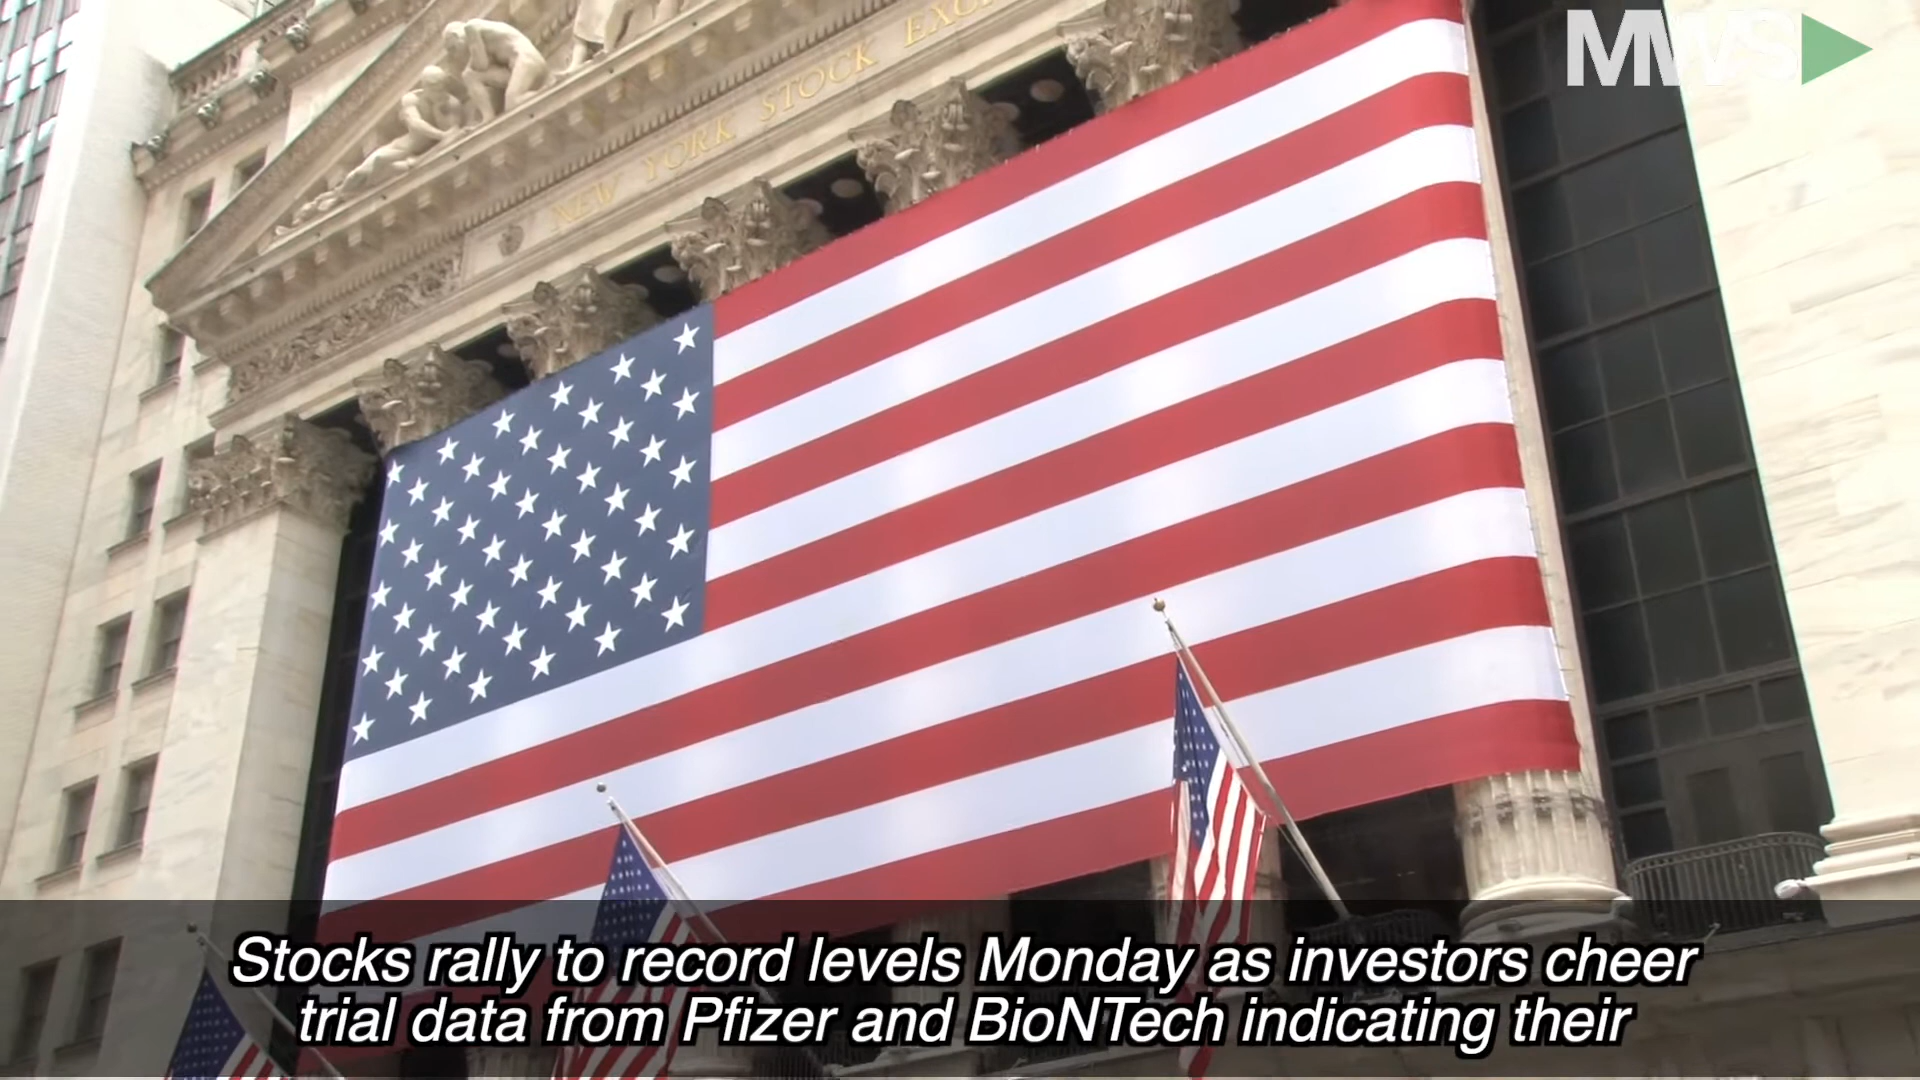 MWS
NEW YORK STOCK EXC
Stocks rally to record levels Monday as investors cheer
trial data from Pfizer and BioNTech indicating their